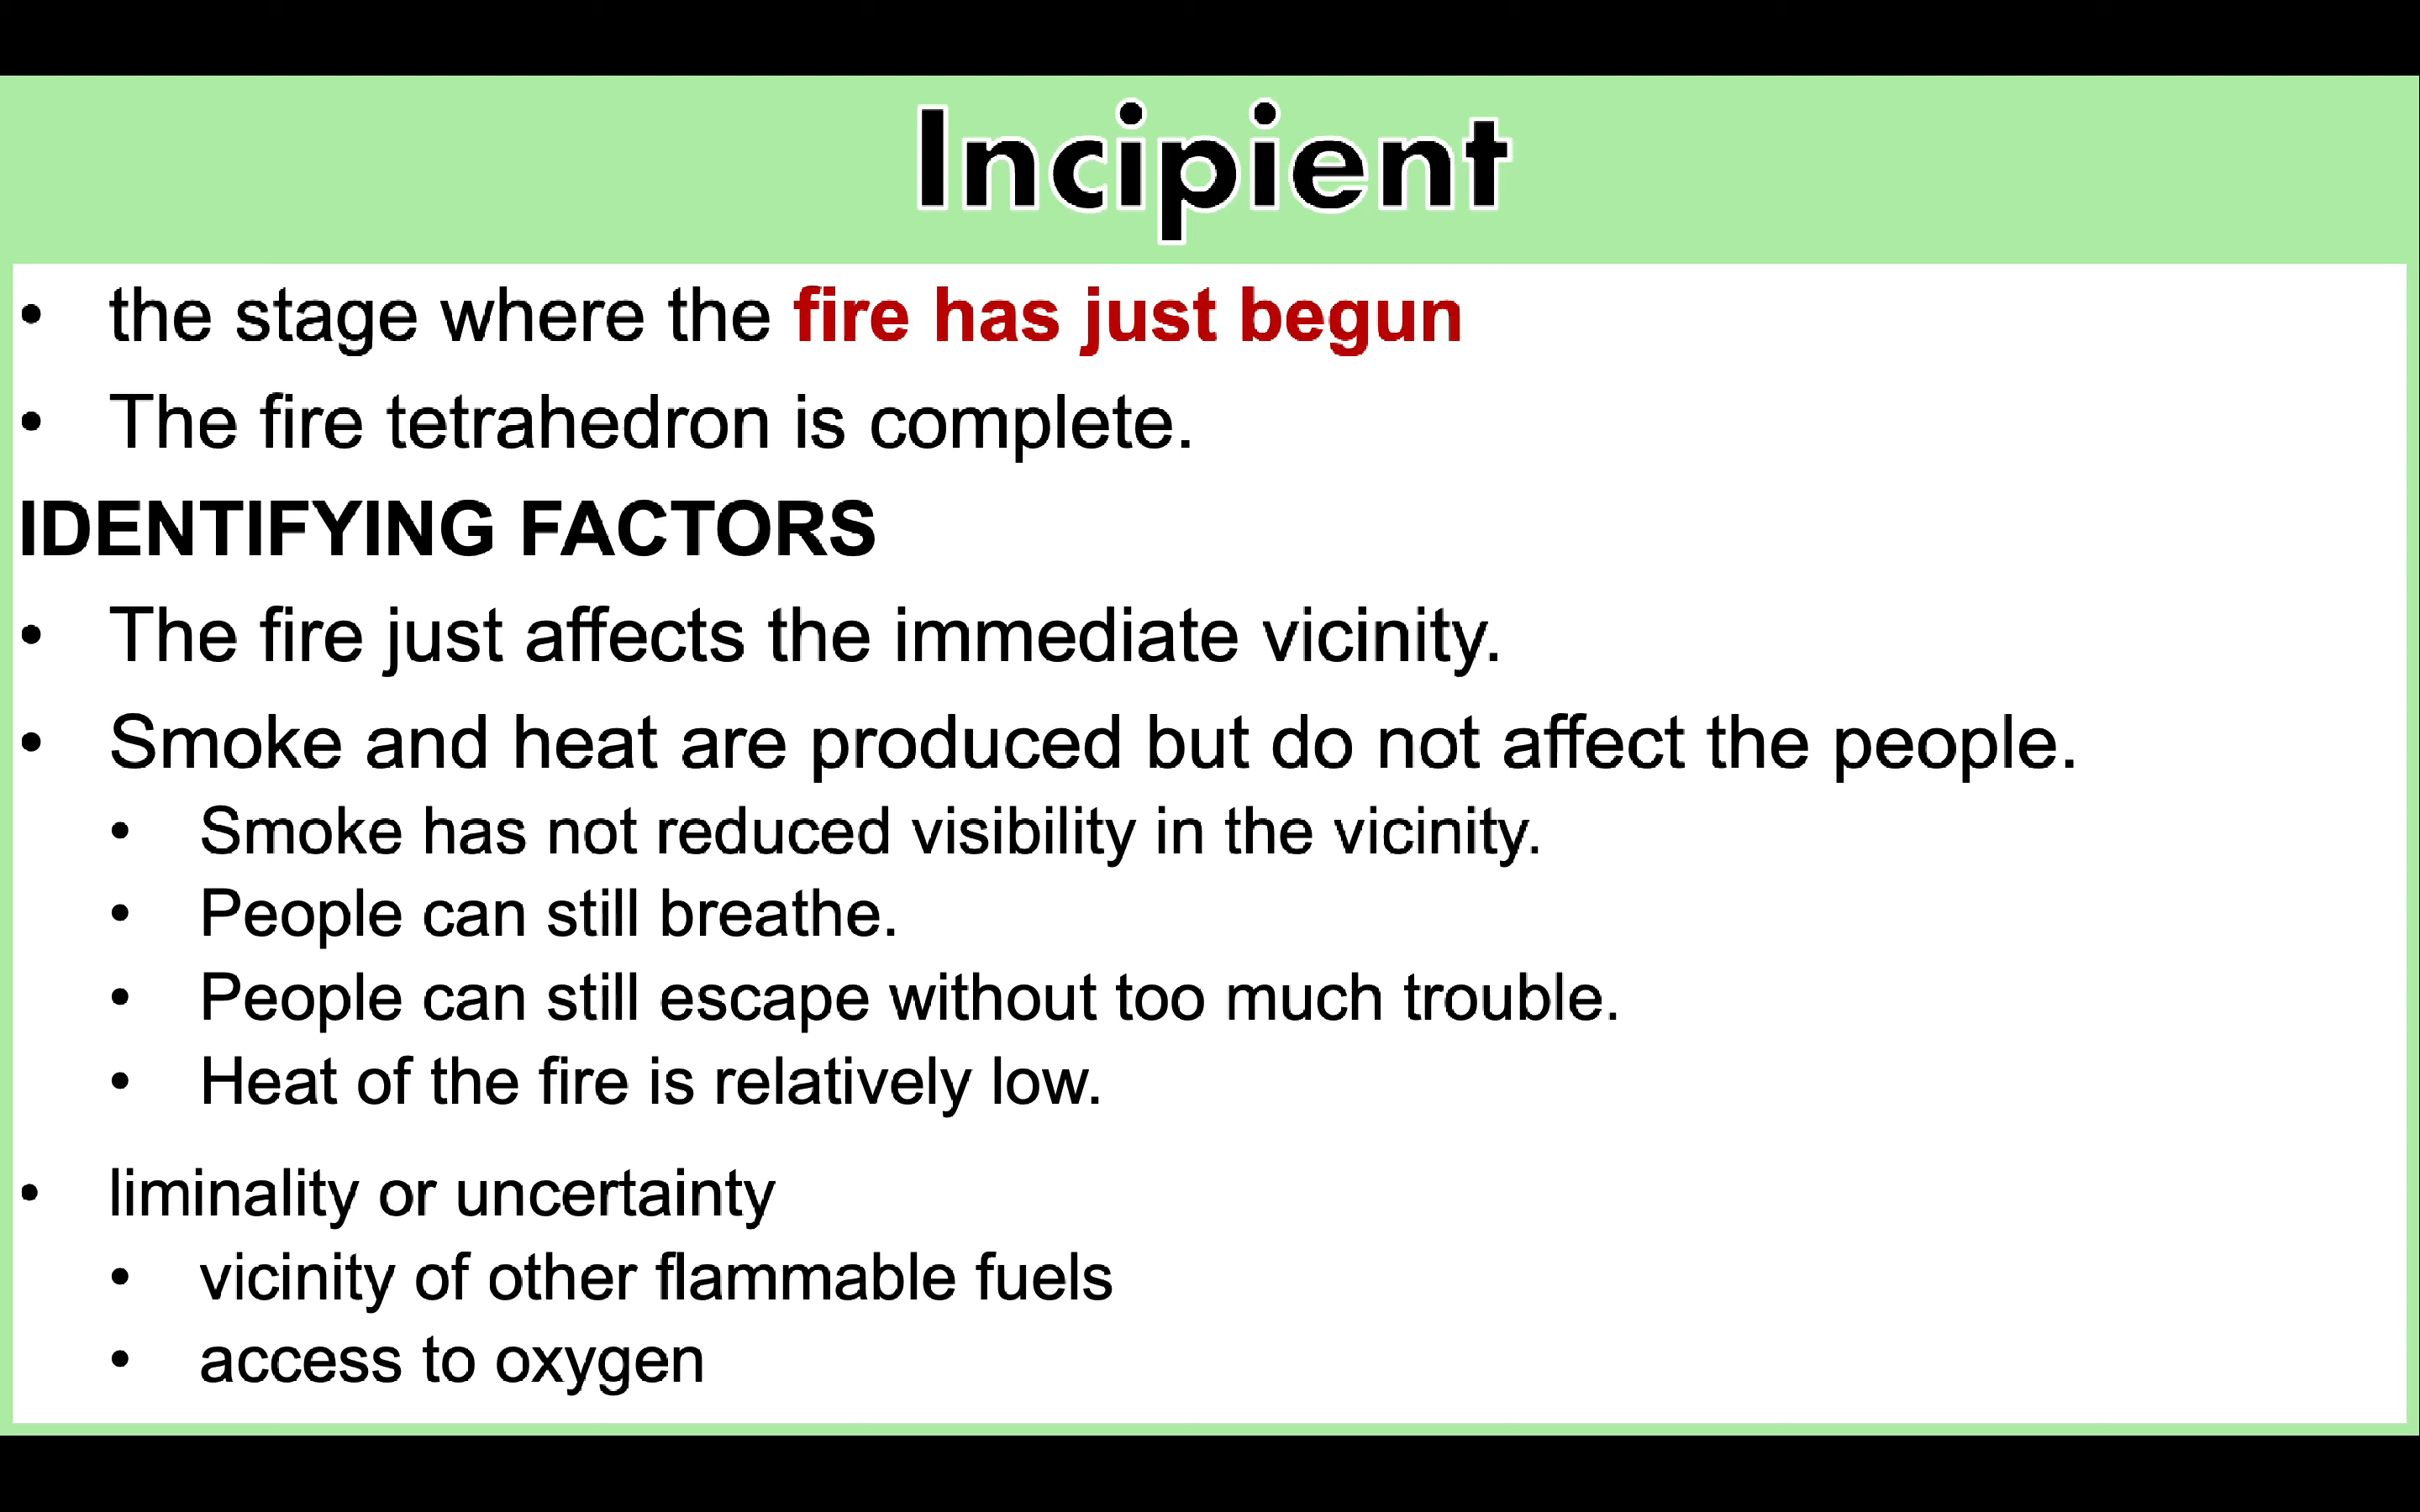 Incipient
• the stage where the fire has just begun
• The fire tetrahedron is complete.
IDENTIFYING FACTORS
• The fire just affects the immediate vicinity.
• Smoke and heat are produced but do not affect the people.
• Smoke has not reduced visibility in the vicinity.
• People can still breathe.
• People can still escape without too much trouble.
• Heat of the fire is relatively low.
• liminality or uncertainty
• vicinity of other flammable fuels
• access to oxygen